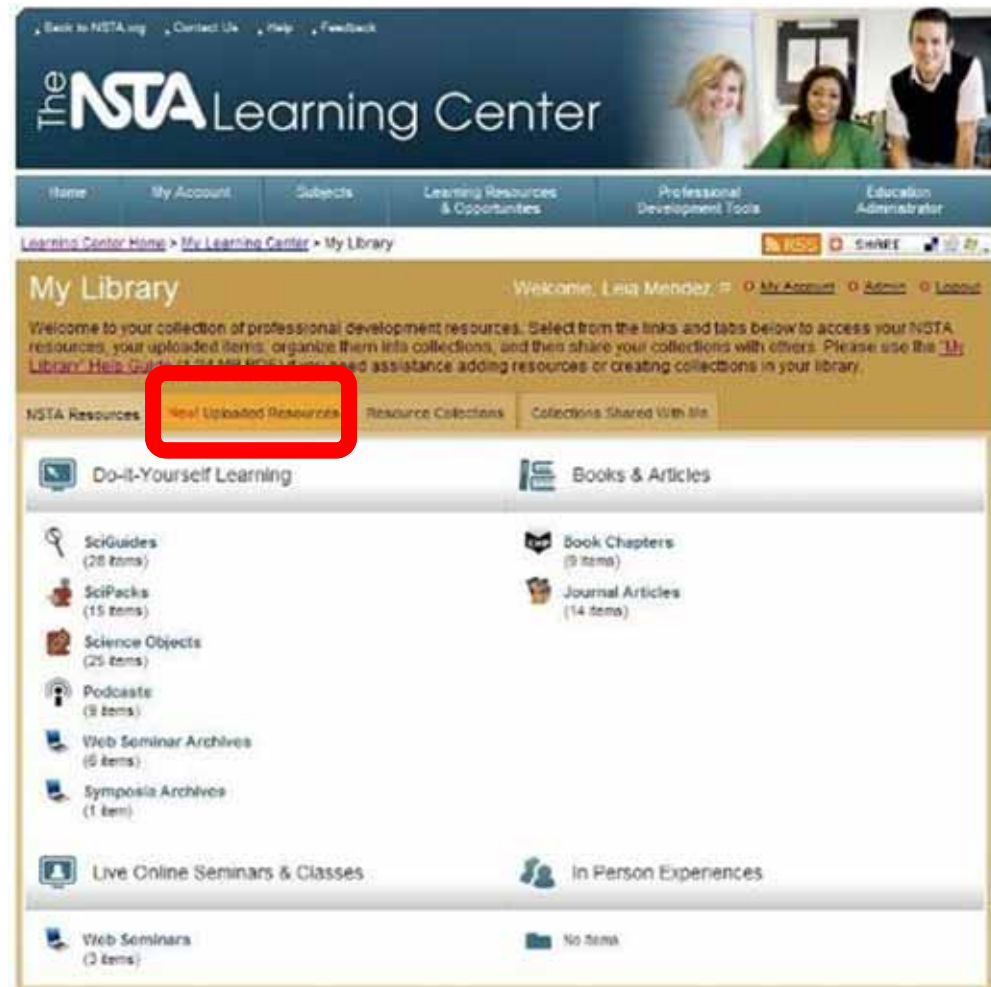 Back to NSTA.org Contact Us Help Feedback
The NSTA Learning Center
Home My Account Subjects Learning Resources & Opportunities Professional Development Tools Education Administrator
Learning Center Home > My Learning Center > My Library
RSS SHARE
My Library
Welcome, Leia Mendez, My Account Admin Logout
Welcome to your collection of professional development resources. Select from the links and tabs below to access your NSTA
resources, your uploaded items, organize them into collections, and then share your collections with others. Please use the "My
Library" Help Guide if you need assistance adding resources or creating collections in your library.
NSTA Resources New! Uploaded Resources Resource Collections Collections Shared With Me
Do-It-Yourself Learning
SciGuides
(28 items)
SciPacks
(15 items)
Science Objects
(25 items)
Podcasts
(9 items)
Web Seminar Archives
(6 items)
Symposia Archives
(1 item)
Books & Articles
Book Chapters
(9 items)
Journal Articles
(14 items)
Live Online Seminars & Classes
Web Seminars
(3 items)
In Person Experiences
No items